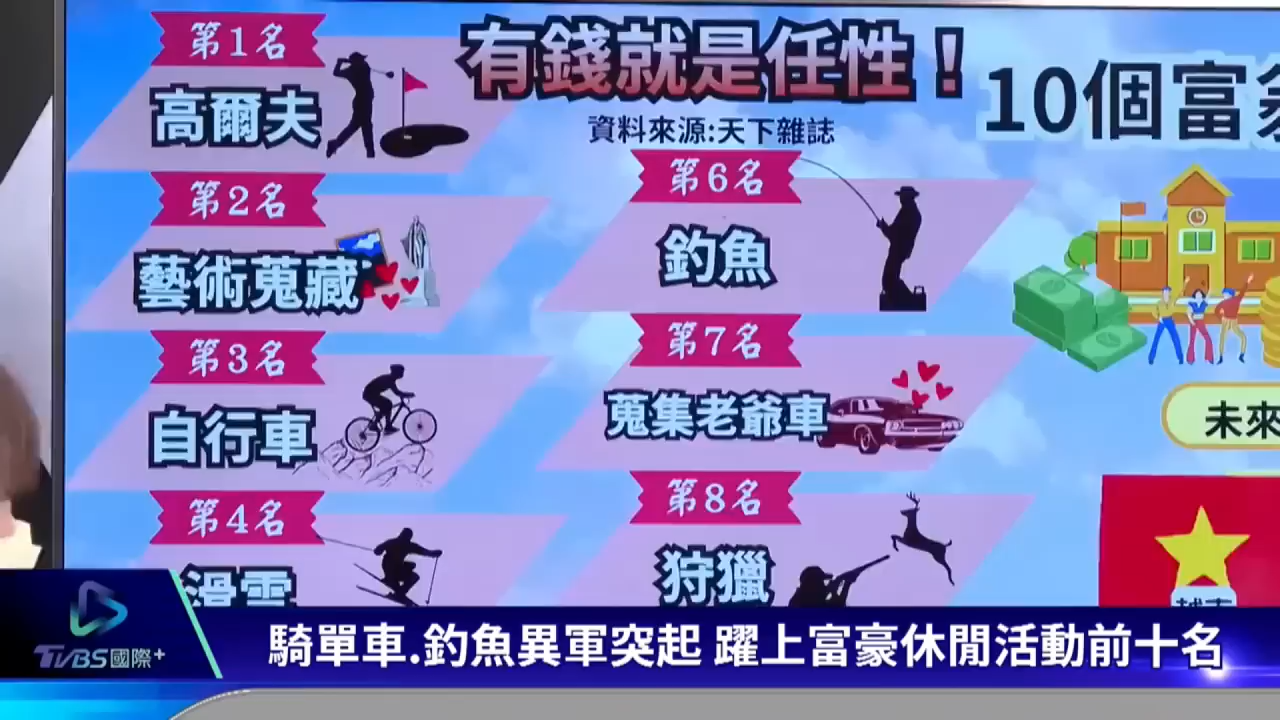 有錢就是任性！
資料來源:天下雜誌
第1名
高爾夫
第2名
藝術蒐藏
第3名
自行車
第4名
滑雪
第6名
釣魚
第7名
蒐集老爺車
第8名
狩獵
10個富
未來
越南
TVBS國際+
騎單車.釣魚異軍突起 躍上富豪休閒活動前十名